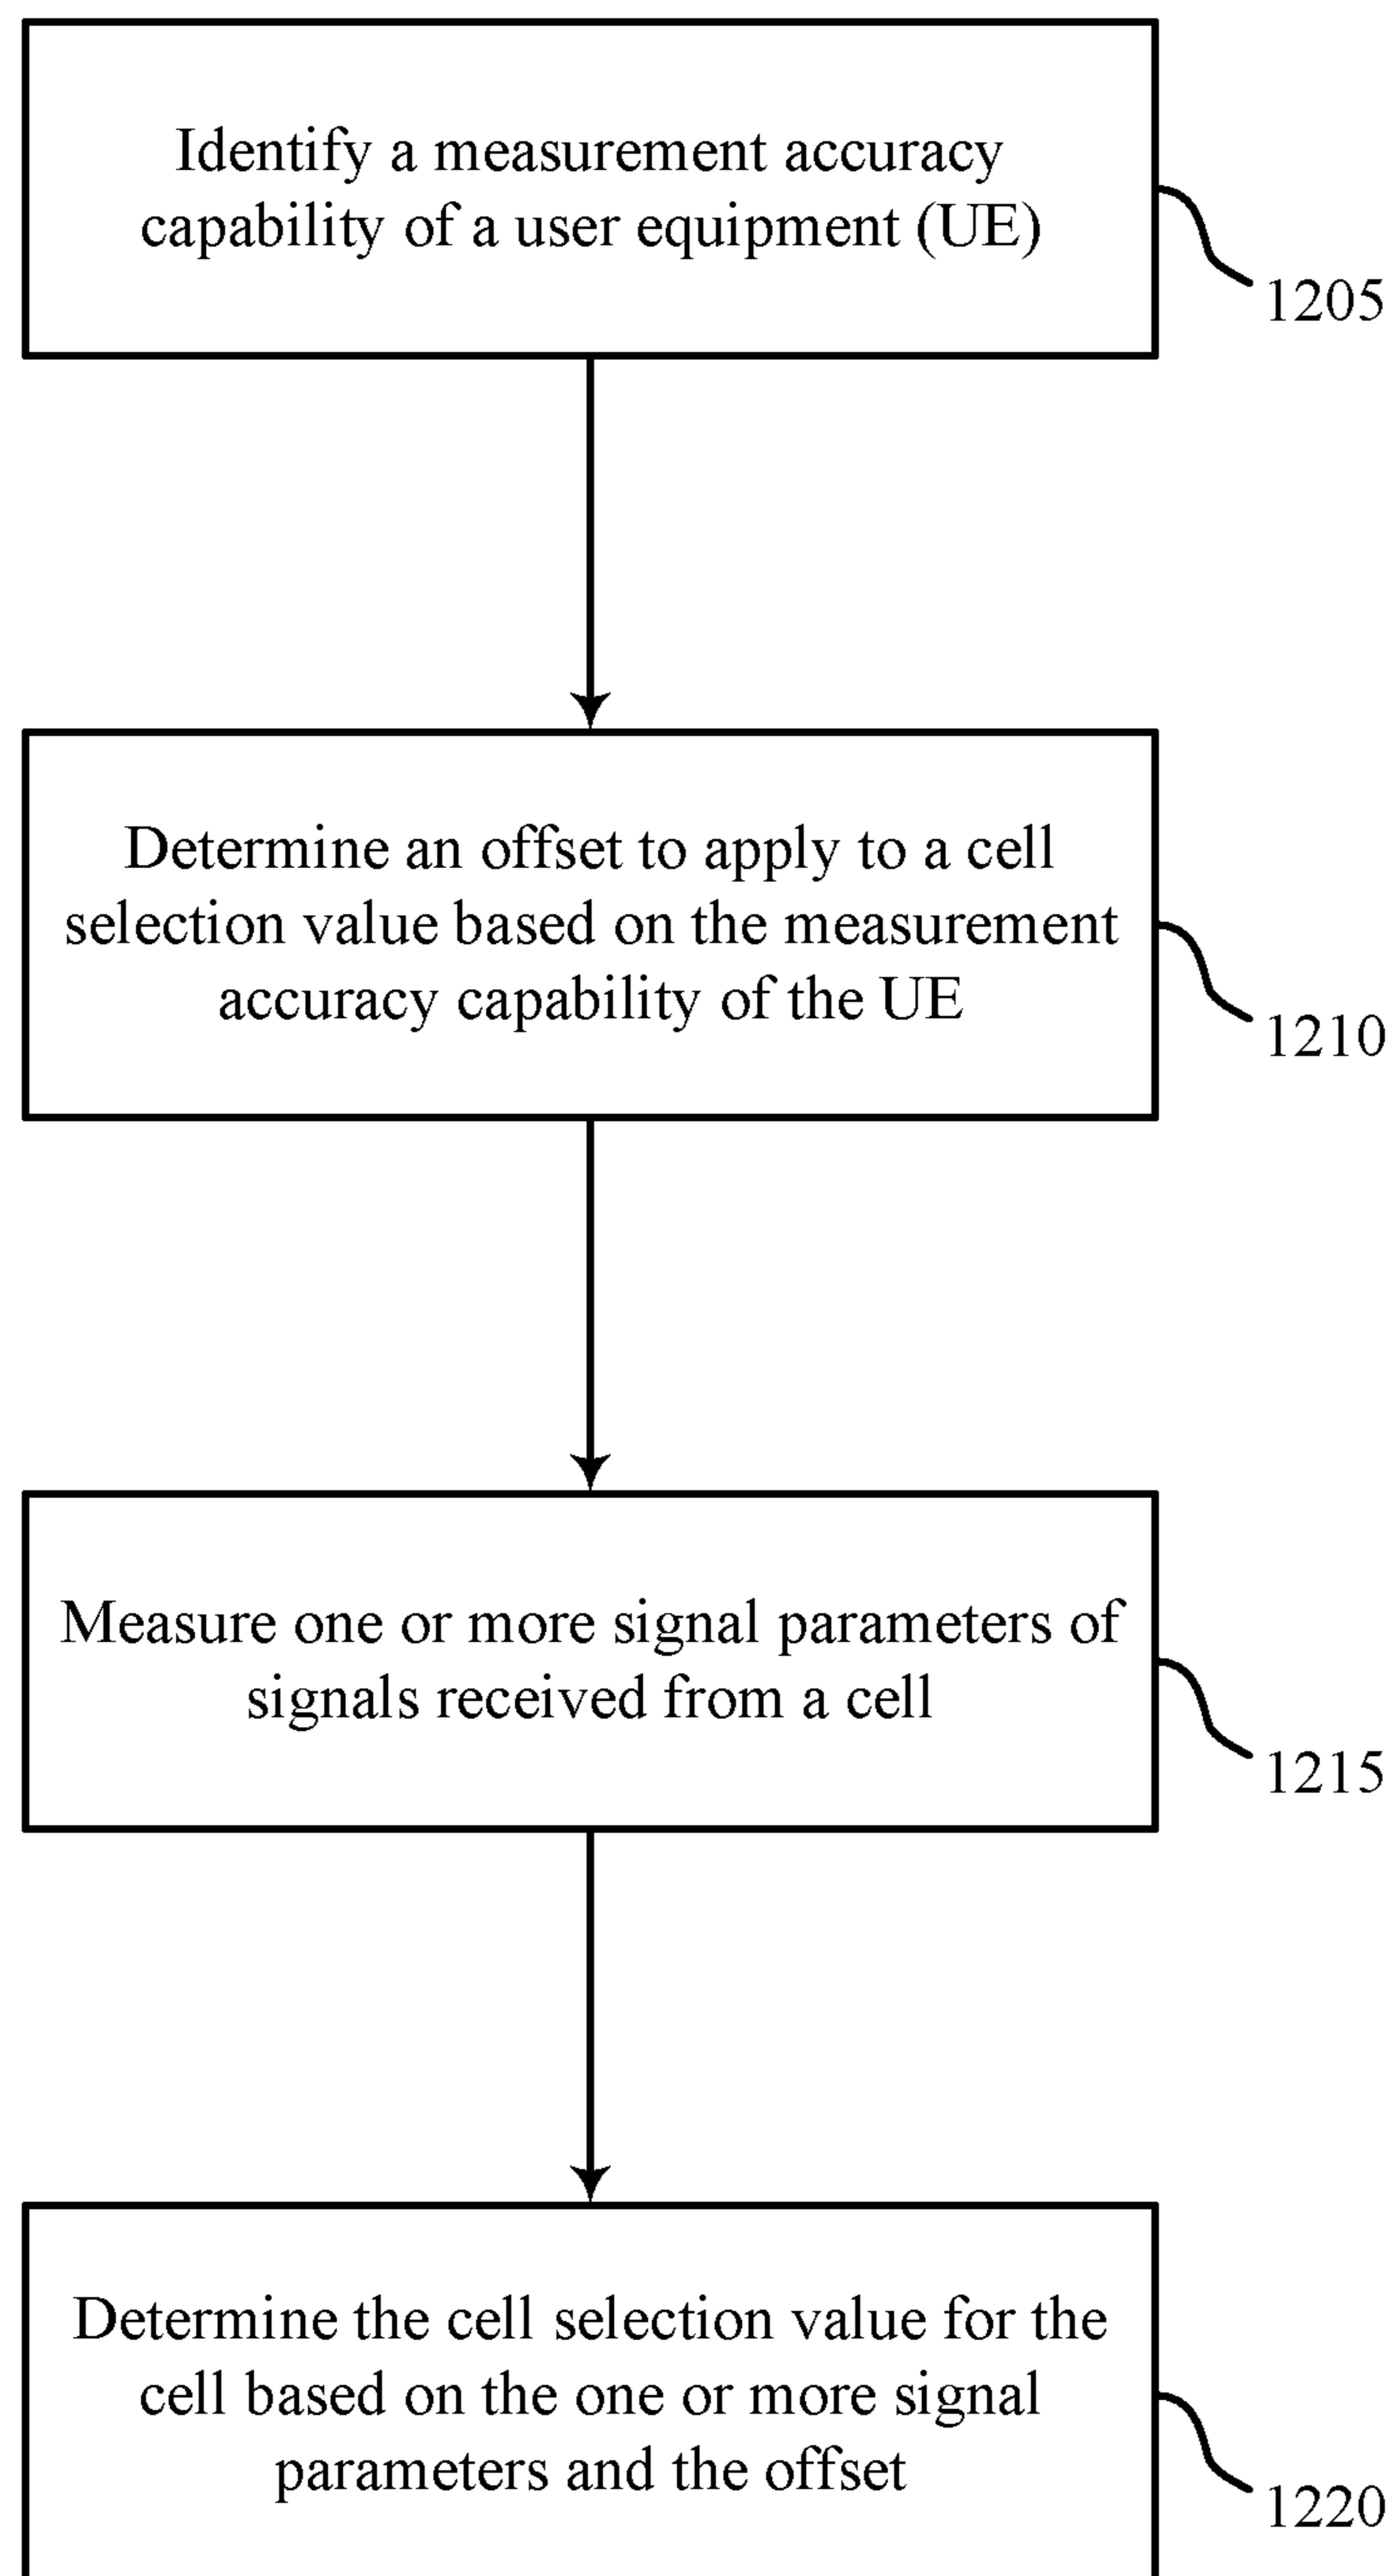 Identify a measurement accuracy
capability of a user equipment (UE)
1205
Determine an offset to apply to a cell
selection value based on the measurement
accuracy capability of the UE
1210
Measure one or more signal parameters of
signals received from a cell
1215
Determine the cell selection value for the
cell based on the one or more signal
parameters and the offset
1220